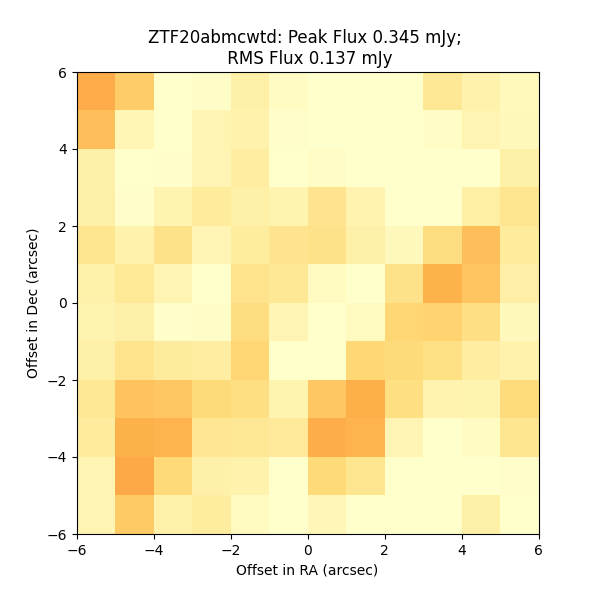 ZTF20abmcwtd: Peak Flux 0.345 mJy;
RMS Flux 0.137 mJy
6
4
2
0
−2
−4
−6
Offset in Dec (arcsec)
−6 −4 −2 0 2 4 6
Offset in RA (arcsec)